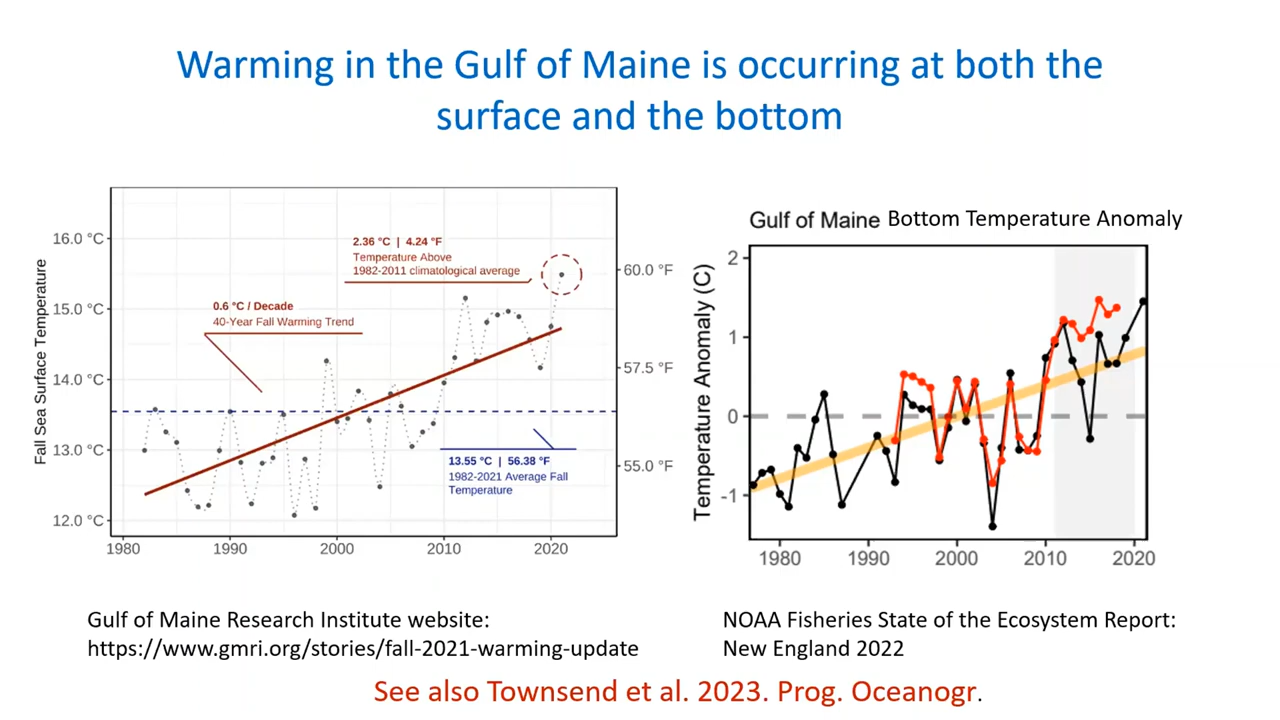 Warming in the Gulf of Maine is occurring at both the
surface and the bottom
Fall Sea Surface Temperature
16.0 °C
15.0 °C
14.0 °C
13.0 °C
12.0 °C
1980
1990
2000
2010
2020
60.0 °F
57.5 °F
55.0 °F
2.36 °C | 4.24 °F
Temperature Above
1982-2011 climatological average
0.6 °C / Decade
40-Year Fall Warming Trend
13.55 °C | 56.38 °F
1982-2021 Average Fall
Temperature
Gulf of Maine Bottom Temperature Anomaly
Temperature Anomaly (C)
2
1
0
-1
1980
1990
2000
2010
2020
Gulf of Maine Research Institute website:
https://www.gmri.org/stories/fall-2021-warming-update
NOAA Fisheries State of the Ecosystem Report:
New England 2022
See also Townsend et al. 2023. Prog. Oceanogr.